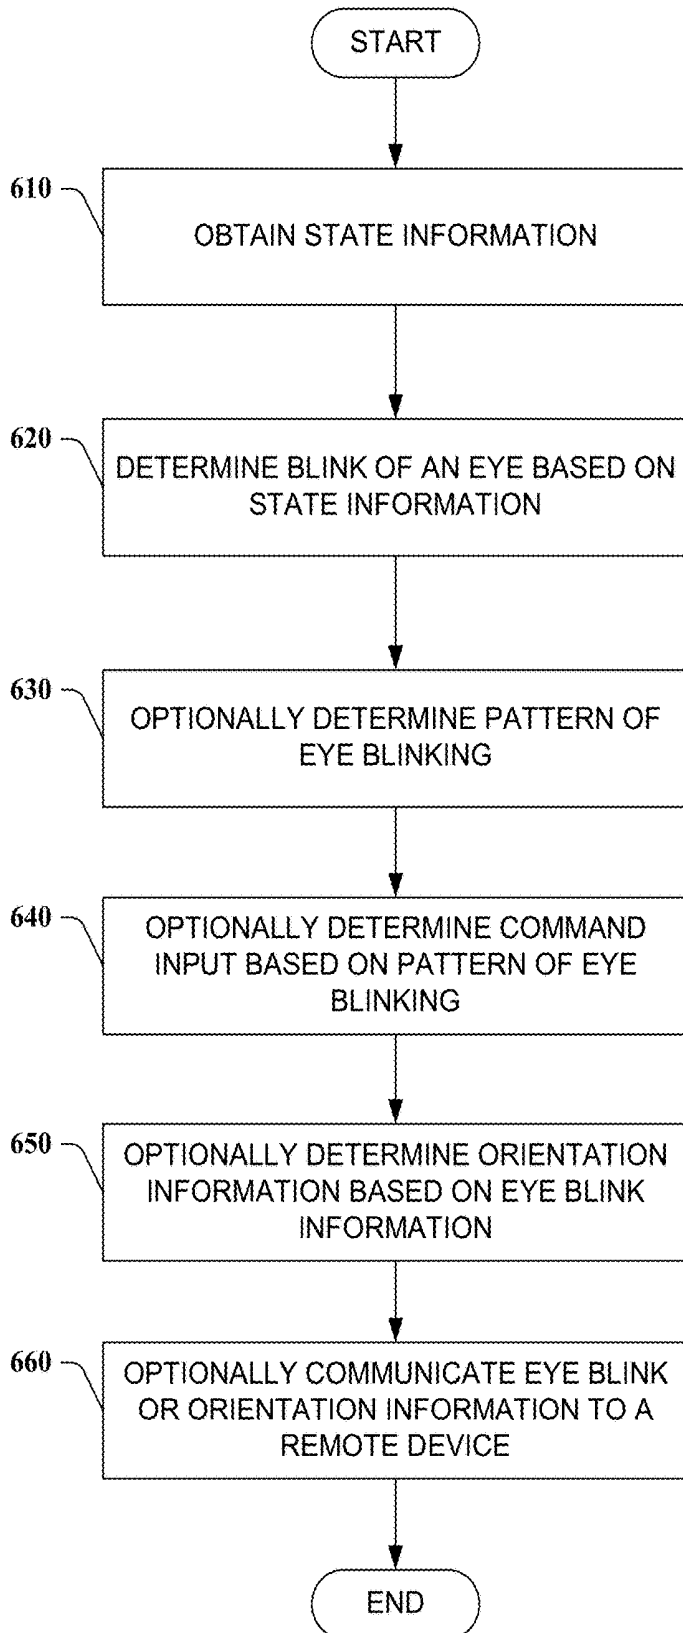 START
610
OBTAIN STATE INFORMATION
620
DETERMINE BLINK OF AN EYE BASED ON
STATE INFORMATION
630
OPTIONALLY DETERMINE PATTERN OF
EYE BLINKING
640
OPTIONALLY DETERMINE COMMAND
INPUT BASED ON PATTERN OF EYE
BLINKING
650
OPTIONALLY DETERMINE ORIENTATION
INFORMATION BASED ON EYE BLINK
INFORMATION
660
OPTIONALLY COMMUNICATE EYE BLINK
OR ORIENTATION INFORMATION TO A
REMOTE DEVICE
END